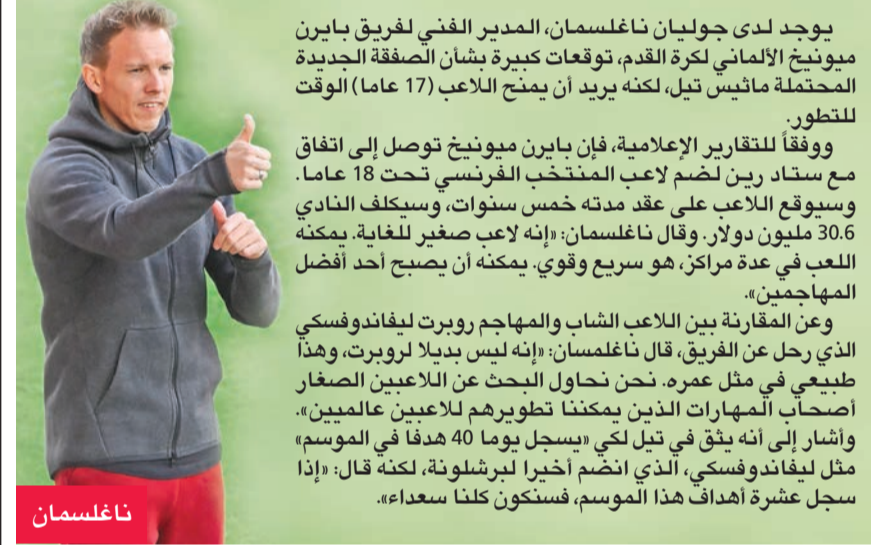 يوجد لدى جوليان ناغلسمان، المدير الفني لفريق بايرن
ميونيخ الألماني لكرة القدم، توقعات كبيرة بشأن الصفقة الجديدة
المحتملة ماثيس تيل، لكنه يريد أن يمنح اللاعب (17 عاما) الوقت
للتطور.
ووفقاً للتقارير الإعلامية، فإن بايرن ميونيخ توصل إلى اتفاق
مع ستاد رين لضم لاعب المنتخب الفرنسي تحت 18 عاما.
وسيوقع اللاعب على عقد مدته خمس سنوات، وسيكلف النادي
30.6 مليون دولار. وقال ناغلسمان: «إنه لاعب صغير للغاية. يمكنه
اللعب في عدة مراكز، هو سريع وقوي. يمكنه أن يصبح أحد أفضل
المهاجمين».
وعن المقارنة بين اللاعب الشاب والمهاجم روبرت ليفاندوفسكي
الذي رحل عن الفريق، قال ناغلمسان: «إنه ليس بديلا لروبرت، وهذا
طبيعي في مثل عمره. نحن نحاول البحث عن اللاعبين الصغار
أصحاب المهارات الذين يمكننا تطويرهم للاعبين عالميين».
وأشار إلى أنه يثق في تيل لكي «يسجل يوما 40 هدفا في الموسم»
مثل ليفاندوفسكي، الذي انضم أخيرا لبرشلونة، لكنه قال: «إذا
سجل عشرة أهداف هذا الموسم، فسنكون كلنا سعداء».
ناغلسمان